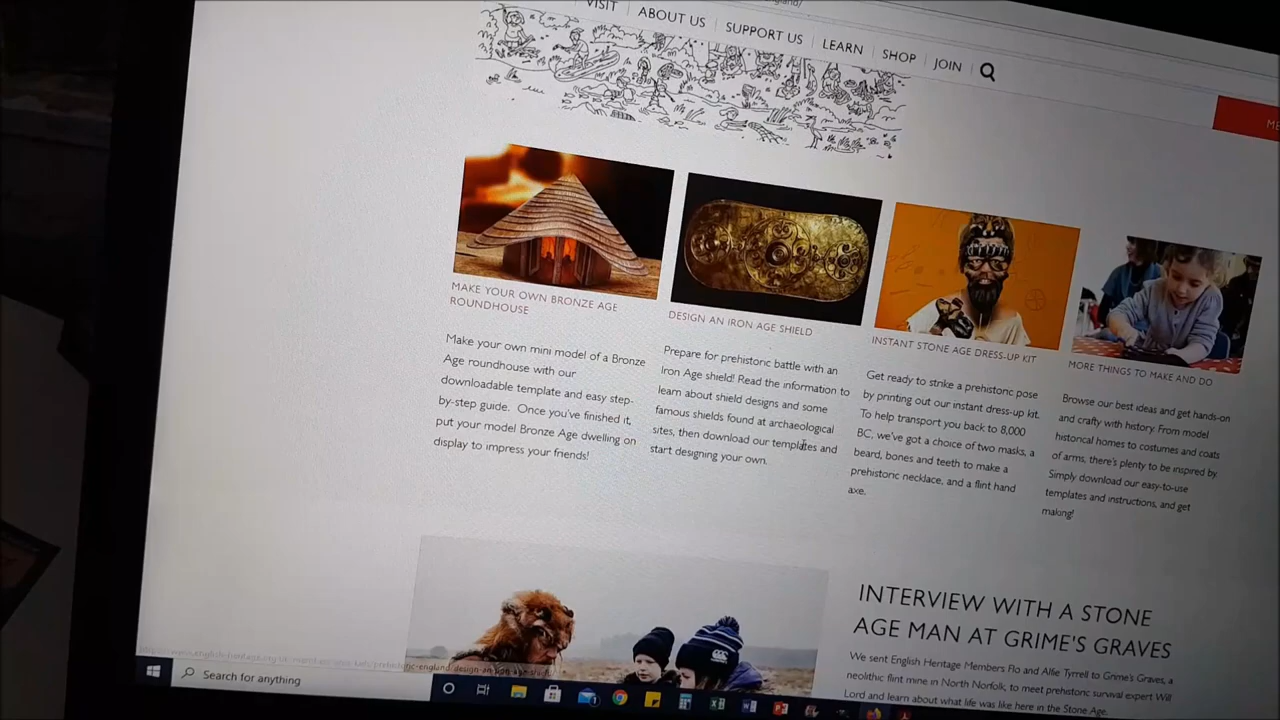 VISIT ABOUT US SUPPORT US LEARN SHOP JOIN
MAKE YOUR OWN BRONZE AGE
ROUNDHOUSE
Make your own mini model of a Bronze
Age roundhouse with our
downloadable template and easy step-
by-step guide. Once you've finished it,
put your model Bronze Age dwelling on
display to impress your friends!
DESIGN AN IRON AGE SHIELD
Prepare for prehistoric battle with an
Iron Age shield! Read the information to
learn about shield designs and some
famous shields found at archaeological
sites, then download our templates and
start designing your own.
INSTANT STONE AGE DRESS-UP KIT
Get ready to strike a prehistoric pose
by printing out our instant dress-up kit.
To help transport you back to 8,000
BC, we've got a choice of two masks, a
beard, bones and teeth to make a
prehistoric necklace, and a flint hand
axe.
MORE THINGS TO MAKE AND DO
Browse our best ideas and get hands-on
and crafty with history. From model
historical homes to costumes and coats
of arms, there's plenty to be inspired by.
Simply download our easy-to-use
templates and instructions, and get
making!
INTERVIEW WITH A STONE
AGE MAN AT GRIME'S GRAVES
We sent English Heritage Members Flo and Alfie Tyrrell to Grime's Graves, a
neolithic flint mine in North Norfolk, to meet prehistoric survival expert Will
Lord and learn about what life was like here in the Stone Age.
Search for anything